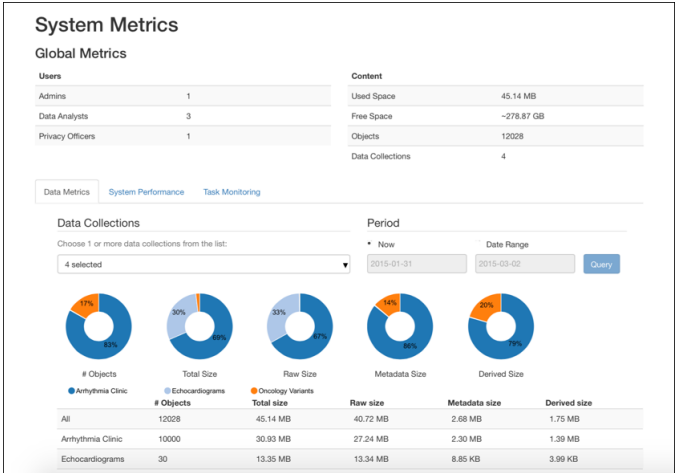 System Metrics
Global Metrics
Users
Content
Admins 1
Used Space 45.14 MB
Data Analysts 3
Free Space ~278.87 GB
Privacy Officers 1
Objects 12028
Data Collections 4
Data Metrics System Performance Task Monitoring
Data Collections
Period
Choose 1 or more data collections from the list:
Now Date Range
4 selected
2015-01-31 2015-03-02 Query
17% 83%
30% 69%
33% 67%
14% 86%
20% 79%
# Objects Total Size Raw Size Metadata Size Derived Size
Arrhythmia Clinic Echocardiograms Oncology Variants
# Objects Total size Raw size Metadata size Derived size
All 12028 45.14 MB 40.72 MB 2.68 MB 1.75 MB
Arrhythmia Clinic 10000 30.93 MB 27.24 MB 2.30 MB 1.39 MB
Echocardiograms 30 13.35 MB 13.34 MB 8.85 KB 3.99 KB